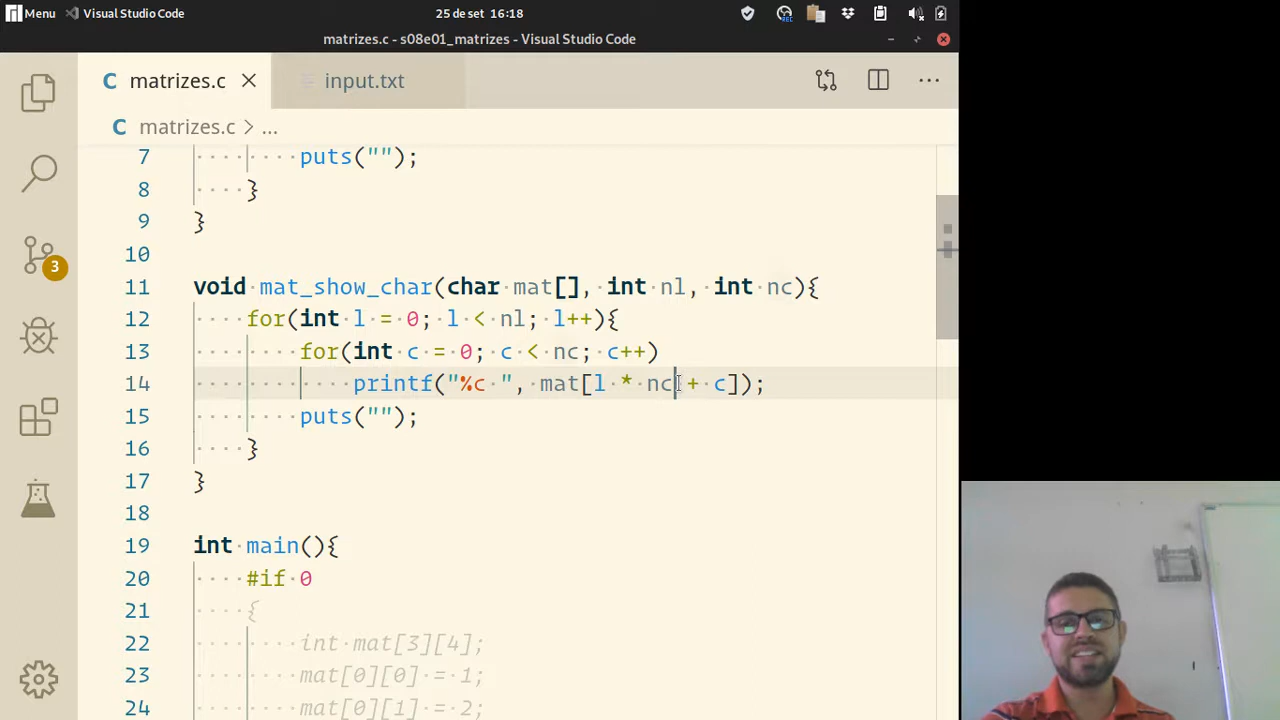 Menu Visual Studio Code 25 de set 16:18 REC
matrizes.c - s08e01_matrizes - Visual Studio Code
C matrizes.c input.txt
C matrizes.c > ...
7 puts("");
8 }
9 }
10
11 void mat_show_char(char mat[], int nl, int nc){
12 for(int l = 0; l < nl; l++){
13 for(int c = 0; c < nc; c++)
14 printf("%c ", mat[l * nc + c]);
15 puts("");
16 }
17 }
18
19 int main(){
20 #if 0
21 {
22 int mat[3][4];
23 mat[0][0] = 1;
24 mat[0][1] = 2;
3